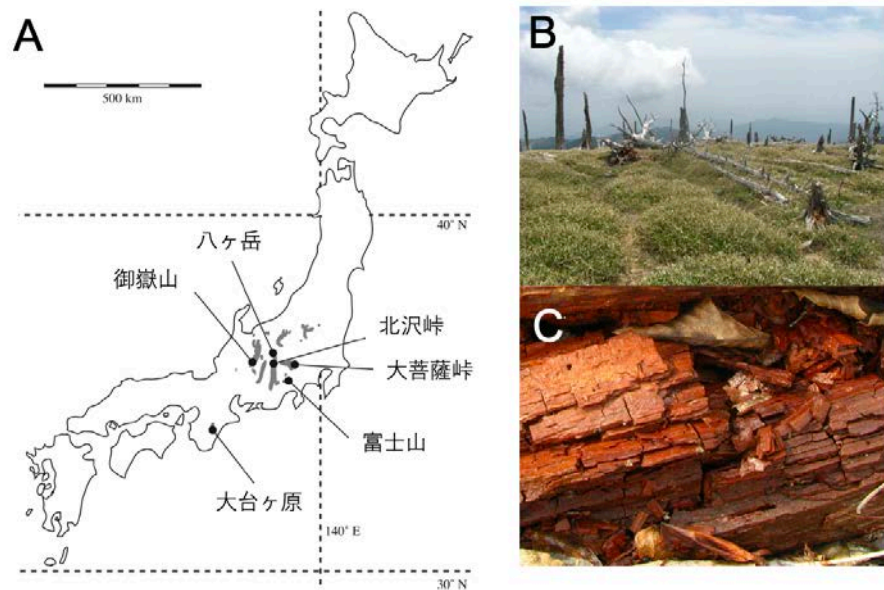 A
500 km
40° N
八ヶ岳
御嶽山
北沢峠
大菩薩峠
富士山
大台ヶ原
140° E
30° N
B
C